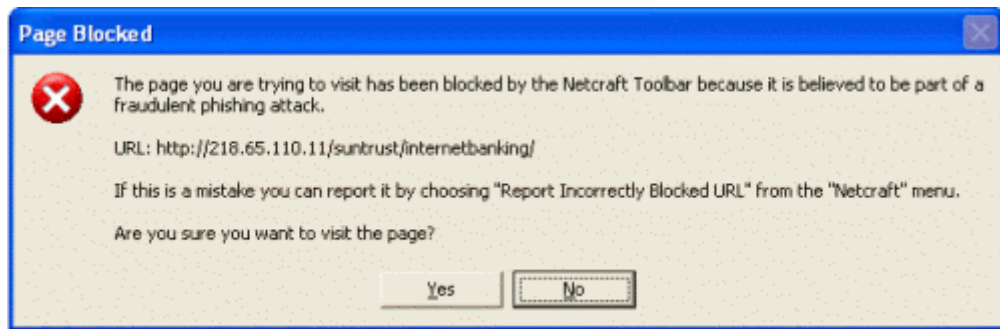 Page Blocked
The page you are trying to visit has been blocked by the Netcraft Toolbar because it is believed to be part of a
fraudulent phishing attack.
URL: http://218.65.110.11/suntrust/internetbanking/
If this is a mistake you can report it by choosing "Report Incorrectly Blocked URL" from the "Netcraft" menu.
Are you sure you want to visit the page?
Yes
No